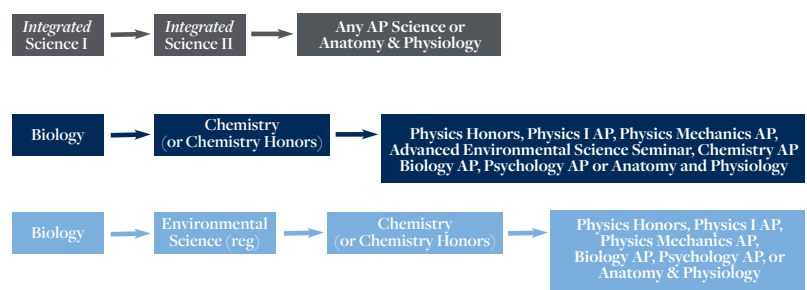 Integrated
Science I
Integrated
Science II
Any AP Science or
Anatomy & Physiology
Biology
Chemistry
(or Chemistry Honors)
Physics Honors, Physics I AP, Physics Mechanics AP,
Advanced Environmental Science Seminar, Chemistry AP
Biology AP, Psychology AP or Anatomy and Physiology
Biology
Environmental
Science (reg)
Chemistry
(or Chemistry Honors)
Physics Honors, Physics I AP,
Physics Mechanics AP,
Biology AP, Psychology AP, or
Anatomy & Physiology